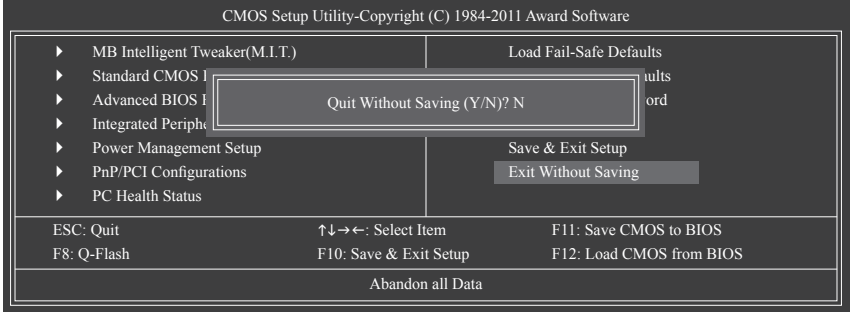 CMOS Setup Utility-Copyright (C) 1984-2011 Award Software
MB Intelligent Tweaker(M.I.T.) Load Fail-Safe Defaults
Standard CMOS
Advanced BIOS
Quit Without Saving (Y/N)? N
Integrated
Power Management Setup Save & Exit Setup
PnP/PCI Configurations Exit Without Saving
PC Health Status
ESC: Quit ↑↓→←: Select Item F11: Save CMOS to BIOS
F8: Q-Flash F10: Save & Exit Setup F12: Load CMOS from BIOS
Abandon all Data